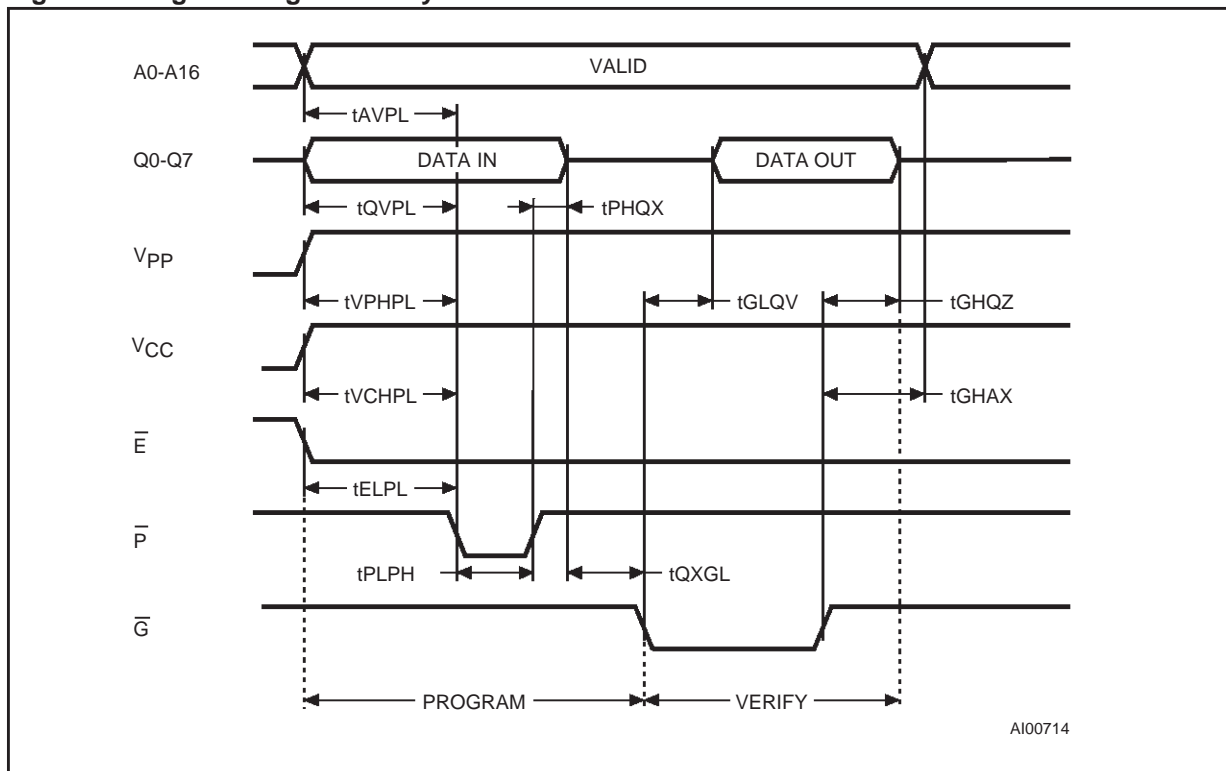 A0-A16
VALID
tAVPL
Q0-Q7
DATA IN
DATA OUT
tQVPL
tPHQX
VPP
tVPHPL
tGLQV
tGHQZ
VCC
tVCHPL
tGHAX
E̅
tELPL
P̅
tPLPH
tQXGL
G̅
PROGRAM
VERIFY
AI00714